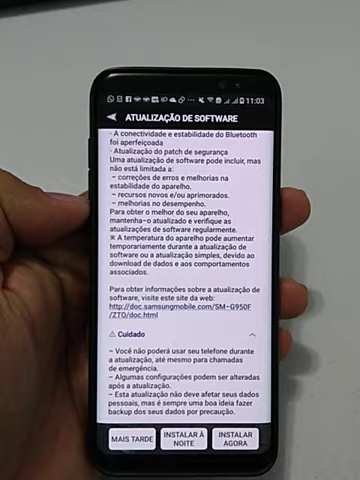 11:03
ATUALIZAÇÃO DE SOFTWARE
· A conectividade e estabilidade do Bluetooth
foi aperfeiçoada
· Atualização do patch de segurança
Uma atualização de software pode incluir, mas
não está limitada a:
– correções de erros e melhorias na
estabilidade do aparelho.
– recursos novos e/ou aprimorados.
– melhorias no desempenho.
Para obter o melhor do seu aparelho,
mantenha-o atualizado e verifique as
atualizações de software regularmente.
※ A temperatura do aparelho pode aumentar
temporariamente durante a atualização de
software ou a atualização simples, devido ao
download de dados e aos comportamentos
associados.
Para obter informações sobre a atualização de
software, visite este site da web:
http://doc.samsungmobile.com/SM-G950F
/ZTO/doc.html
Cuidado
– Você não poderá usar seu telefone durante
a atualização, até mesmo para chamadas
de emergência.
– Algumas configurações podem ser alteradas
após a atualização.
– Esta atualização não deve afetar seus dados
pessoais, mas é sempre uma boa ideia fazer
backup dos seus dados por precaução.
MAIS TARDE
INSTALAR À
NOITE
INSTALAR
AGORA